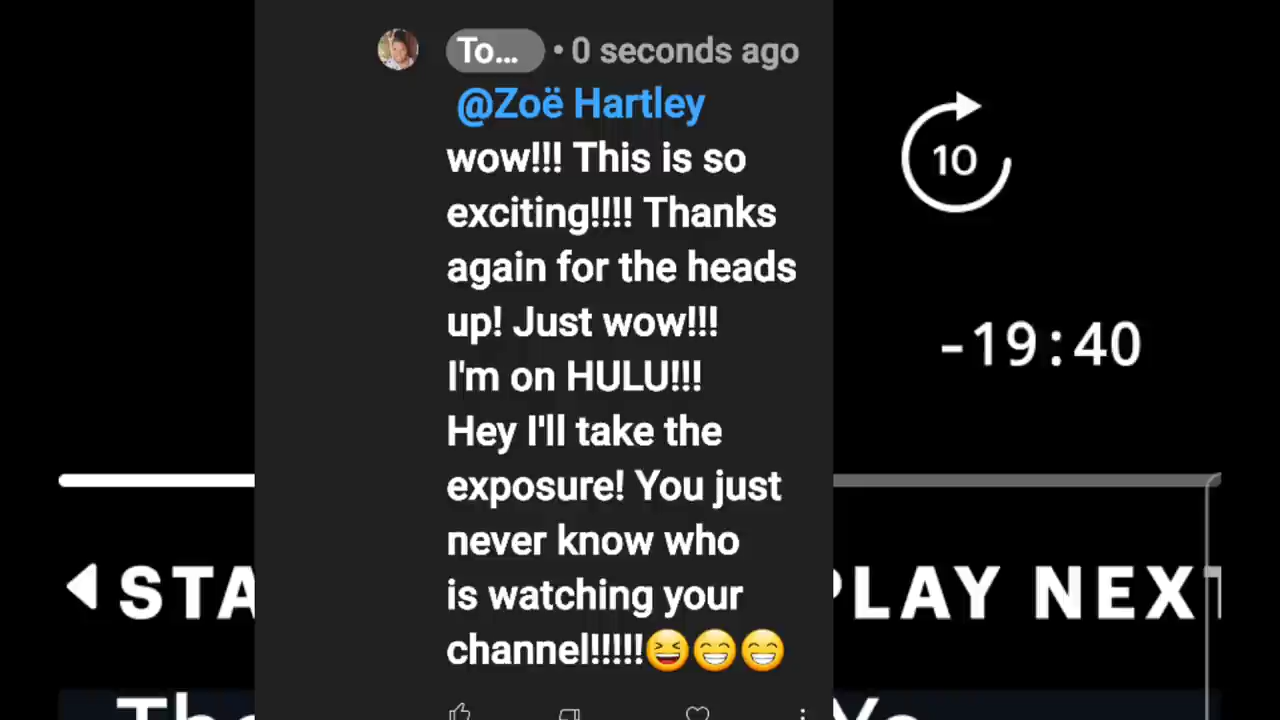 To... • 0 seconds ago
@Zoë Hartley
wow!!! This is so
exciting!!!! Thanks
again for the heads
up! Just wow!!!
I'm on HULU!!!
Hey I'll take the
exposure! You just
never know who
is watching your
channel!!!!!😆😁😁
10
-19:40
STA
PLAY NEXT